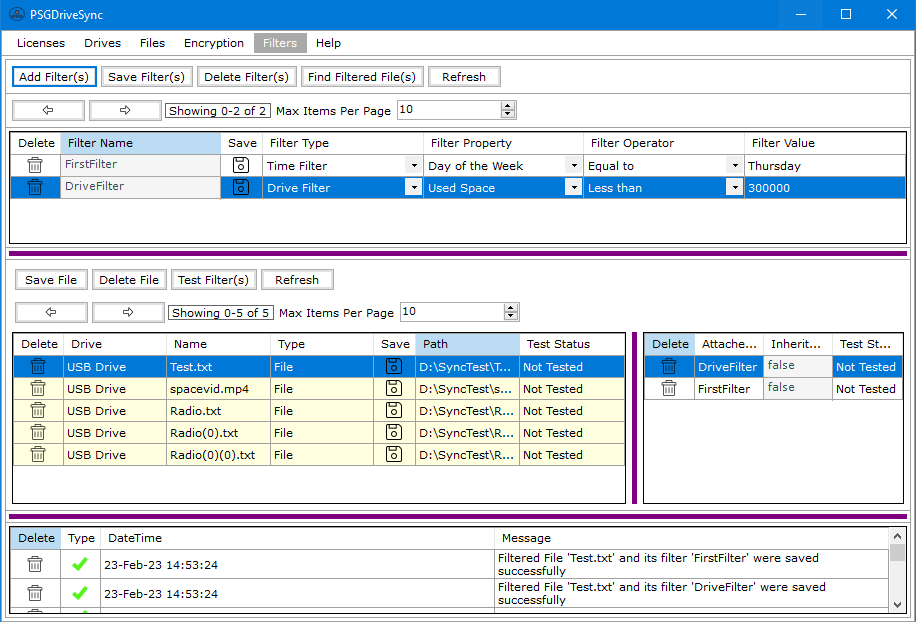 PSGDriveSync
Licenses Drives Files Encryption Filters Help
Add Filter(s) Save Filter(s) Delete Filter(s) Find Filtered File(s) Refresh
Showing 0-2 of 2 Max Items Per Page 10
Delete Filter Name Save Filter Type Filter Property Filter Operator Filter Value
FirstFilter Time Filter Day of the Week Equal to Thursday
DriveFilter Drive Filter Used Space Less than 300000
Save File Delete File Test Filter(s) Refresh
Showing 0-5 of 5 Max Items Per Page 10
Delete Drive Name Type Save Path Test Status
USB Drive Test.txt File D:\SyncTest\T... Not Tested
USB Drive spacevid.mp4 File D:\SyncTest\s... Not Tested
USB Drive Radio.txt File D:\SyncTest\R... Not Tested
USB Drive Radio(0).txt File D:\SyncTest\R... Not Tested
USB Drive Radio(0)(0).txt File D:\SyncTest\R... Not Tested
Delete Attache... Inherit... Test St...
DriveFilter false Not Tested
FirstFilter false Not Tested
Delete Type DateTime Message
23-Feb-23 14:53:24 Filtered File 'Test.txt' and its filter 'FirstFilter' were saved
successfully
23-Feb-23 14:53:24 Filtered File 'Test.txt' and its filter 'DriveFilter' were saved
successfully